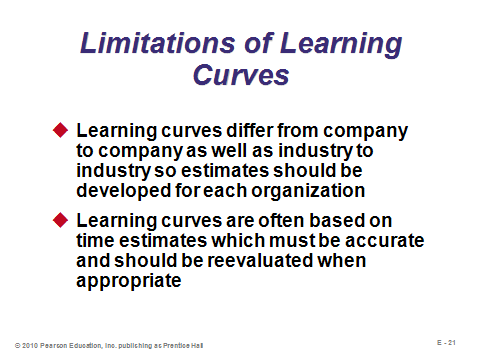 Limitations of Learning
Curves
Learning curves differ from company
to company as well as industry to
industry so estimates should be
developed for each organization
Learning curves are often based on
time estimates which must be accurate
and should be reevaluated when
appropriate
© 2010 Pearson Education, Inc. publishing as Prentice Hall
E - 21